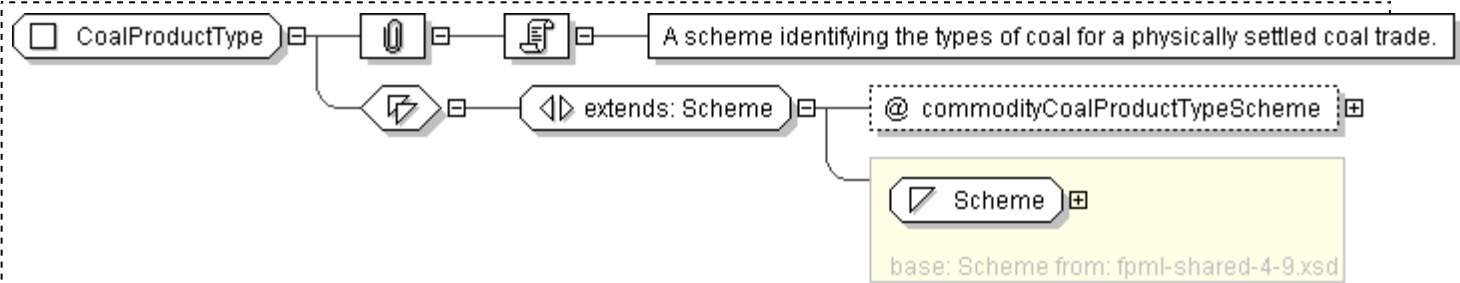 CoalProductType
A scheme identifying the types of coal for a physically settled coal trade.
extends: Scheme
@ commodityCoalProductTypeScheme
Scheme
base: Scheme from: fpml-shared-4-9.xsd